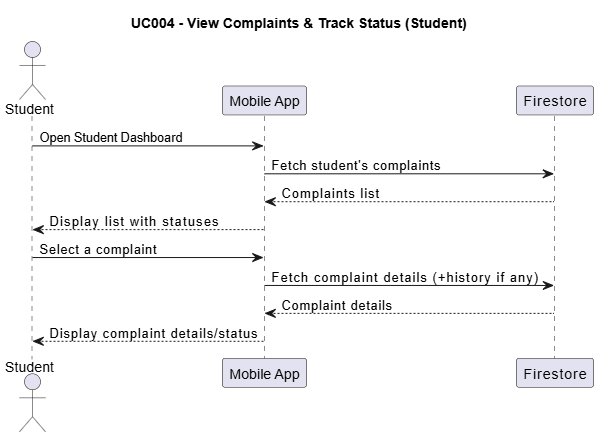 UC004 - View Complaints & Track Status (Student)
Student
Mobile App
Firestore
Open Student Dashboard
Fetch student's complaints
Complaints list
Display list with statuses
Select a complaint
Fetch complaint details (+history if any)
Complaint details
Display complaint details/status
Student
Mobile App
Firestore